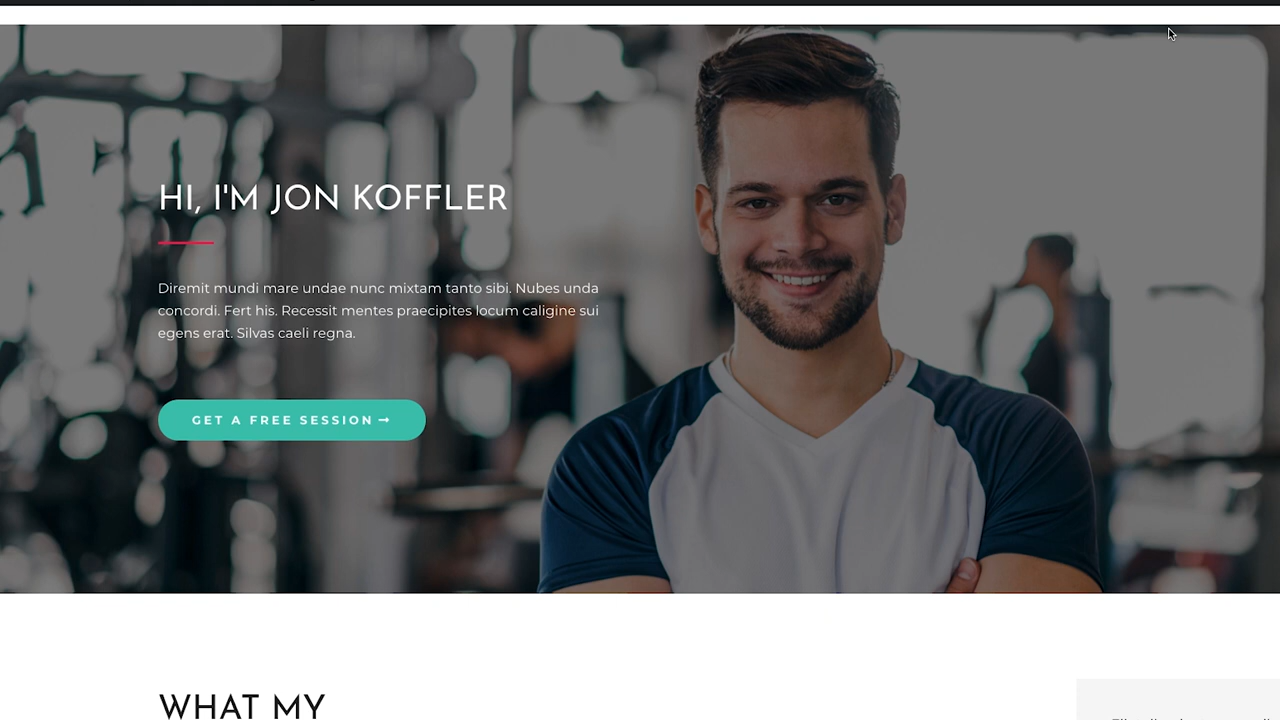 HI, I'M JON KOFFLER
Diremit mundi mare undae nunc mixtam tanto sibi. Nubes unda
concordi. Fert his. Recessit mentes praecipites locum caligine sui
egens erat. Silvas caeli regna.
GET A FREE SESSION →
WHAT MY